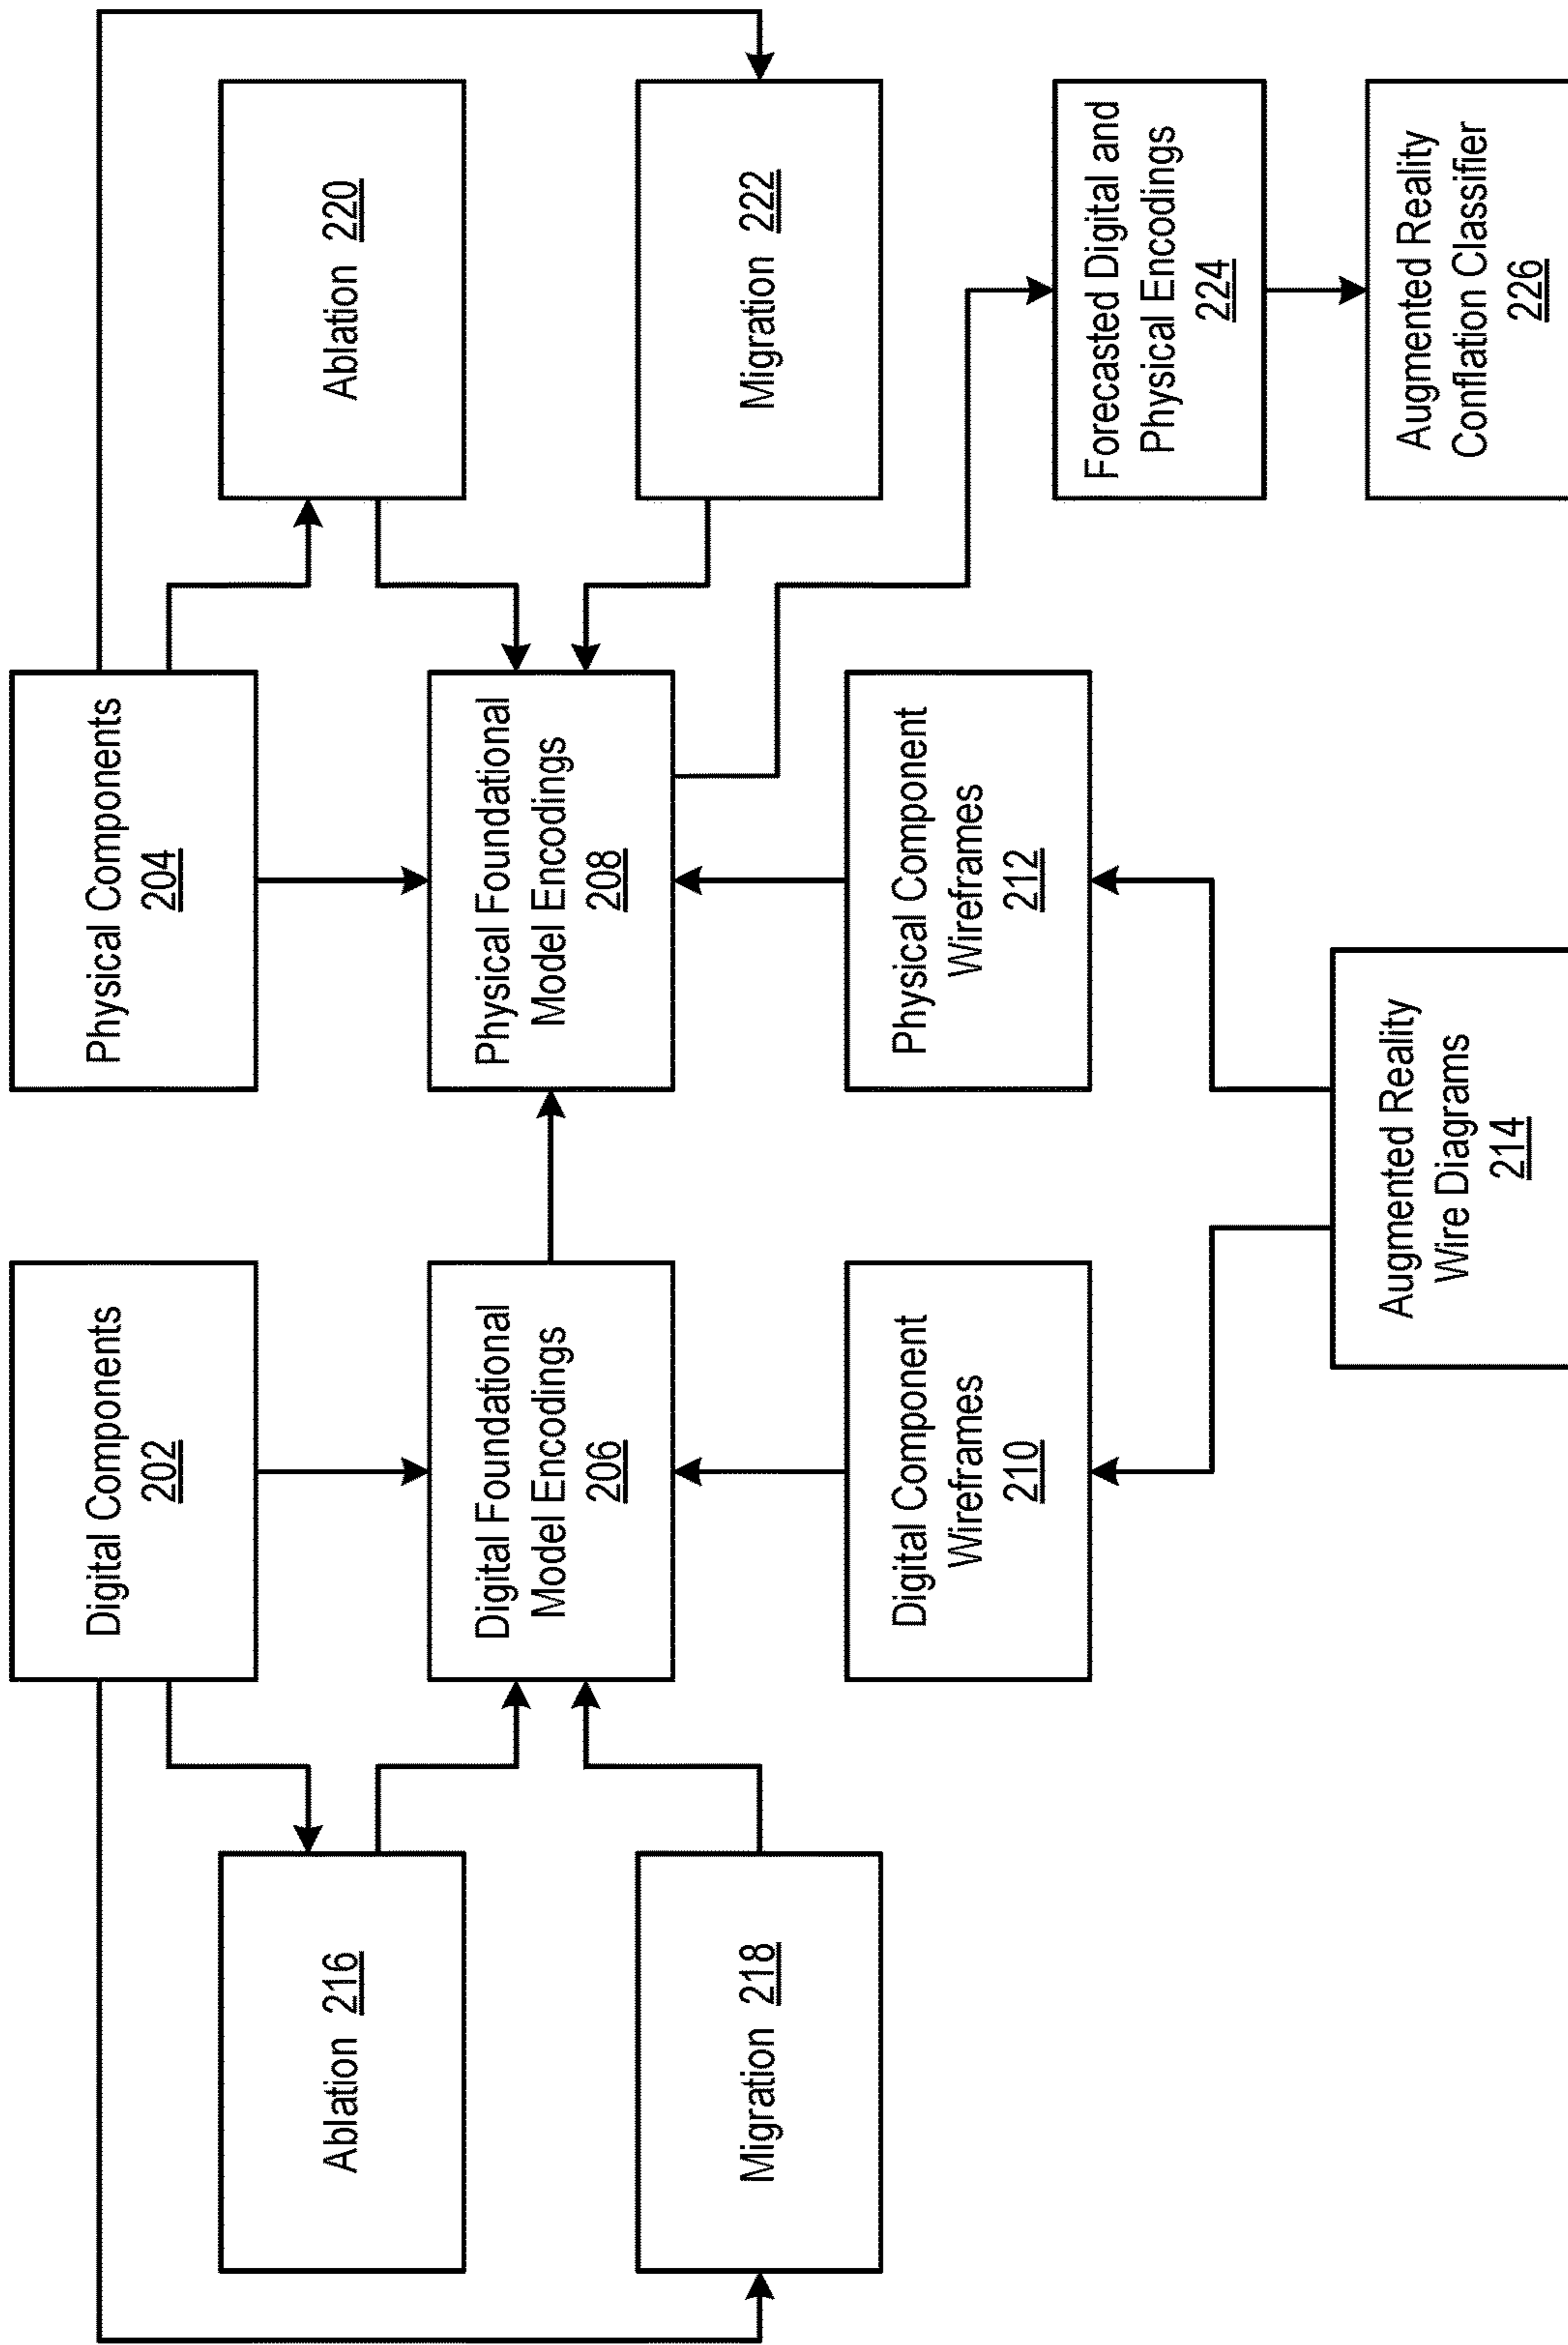 Digital Components
202
Physical Components
204
Ablation 216
Ablation 220
Digital Foundational
Model Encodings
206
Physical Foundational
Model Encodings
208
Migration 218
Migration 222
Digital Component
Wireframes
210
Physical Component
Wireframes
212
Forecasted Digital and
Physical Encodings
224
Augmented Reality
Wire Diagrams
214
Augmented Reality
Conflation Classifier
226